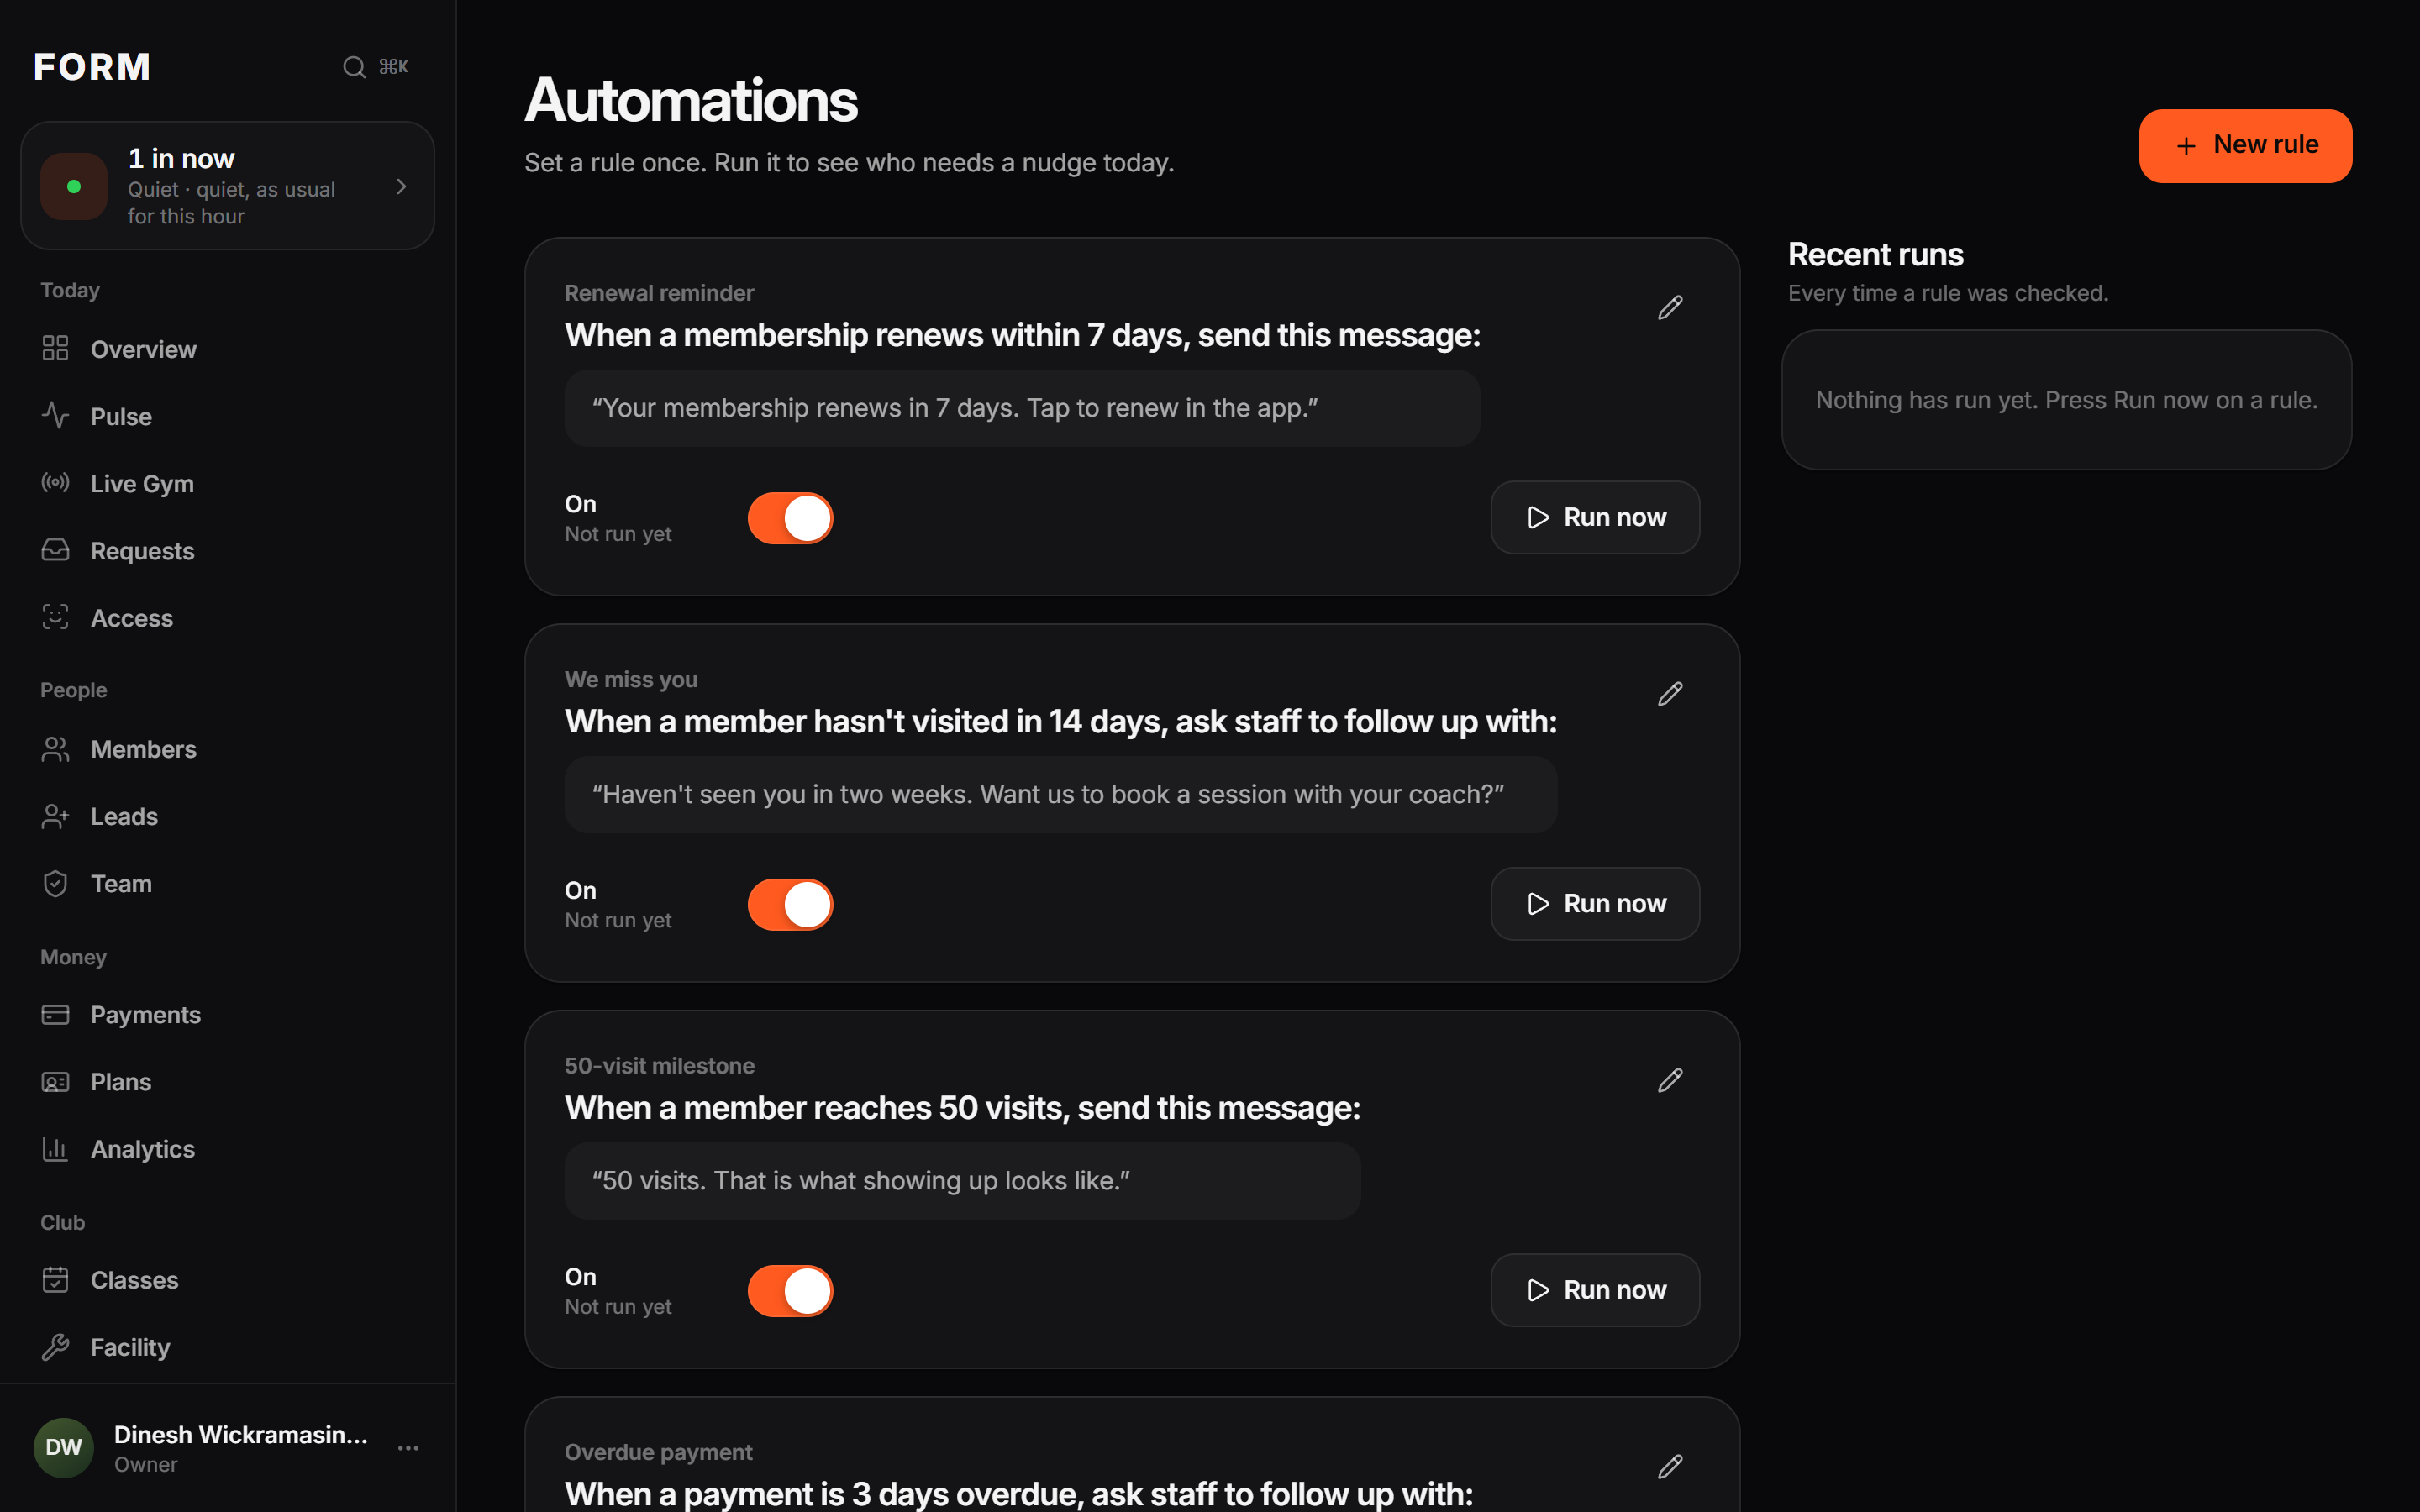 FORM
⌘K
1 in now
Quiet · quiet, as usual
for this hour
Today
Overview
Pulse
Live Gym
Requests
Access
People
Members
Leads
Team
Money
Payments
Plans
Analytics
Club
Classes
Facility
DW
Dinesh Wickramasin...
Owner
Automations
Set a rule once. Run it to see who needs a nudge today.
+ New rule
Renewal reminder
When a membership renews within 7 days, send this message:
“Your membership renews in 7 days. Tap to renew in the app.”
On
Not run yet
Run now
We miss you
When a member hasn't visited in 14 days, ask staff to follow up with:
“Haven't seen you in two weeks. Want us to book a session with your coach?”
On
Not run yet
Run now
50-visit milestone
When a member reaches 50 visits, send this message:
“50 visits. That is what showing up looks like.”
On
Not run yet
Run now
Overdue payment
When a payment is 3 days overdue, ask staff to follow up with:
Recent runs
Every time a rule was checked.
Nothing has run yet. Press Run now on a rule.